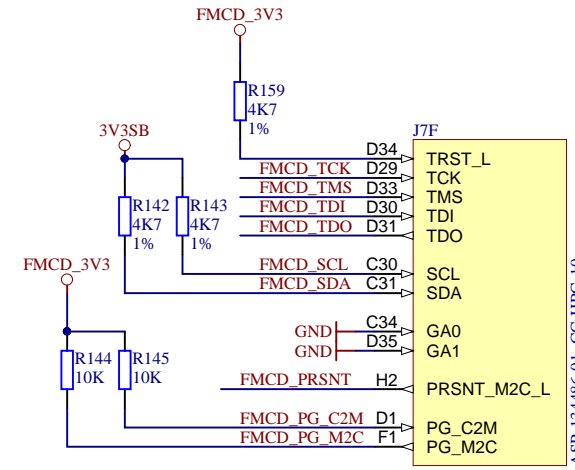 FMCD_3V3
R159
4K7
1%
3V3SB
J7F
D34 TRST_L
FMCD_TCK D29 TCK
FMCD_TMS D33 TMS
FMCD_TDI D30 TDI
FMCD_TDO D31 TDO
R142 R143
4K7 4K7
1% 1%
FMCD_3V3
FMCD_SCL C30 SCL
FMCD_SDA C31 SDA
GND C34 GA0
GND D35 GA1
R144 R145
10K 10K
FMCD_PRSNT H2 PRSNT_M2C_L
FMCD_PG_C2M D1 PG_C2M
FMCD_PG_M2C F1 PG_M2C